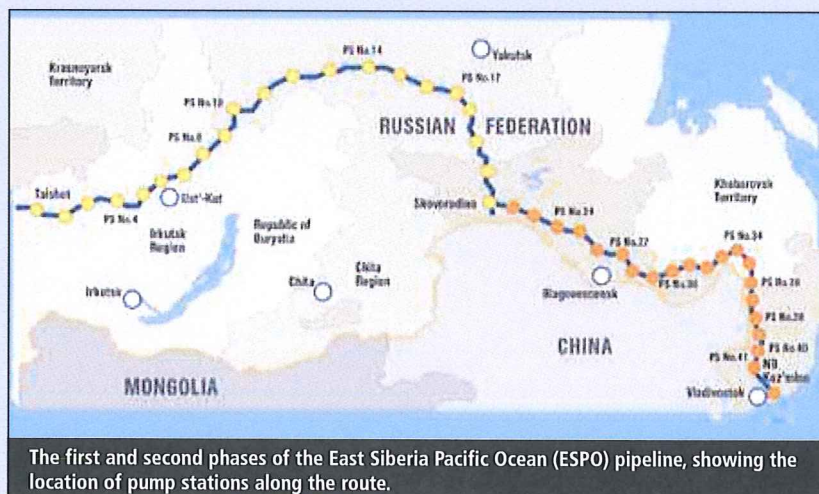 PS No.14
Yakutsk
Krasnoyarsk
Territory
PS No.17
PS No.10
RUSSIAN FEDERATION
PS No.8
Khabarovsk
Territory
Taishet
Ust'-Kut
Skovorodino
PS No.4
PS No.24
PS No.34
Irkutsk
Region
Republic of
Buryatia
PS No.27
Chita
Region
PS No.30
Irkutsk
Chita
Blagovescensk
PS No.38
CHINA
PS No.40
PS No.41
MONGOLIA
Vladivostok
Koz'mino
The first and second phases of the East Siberia Pacific Ocean (ESPO) pipeline, showing the
location of pump stations along the route.